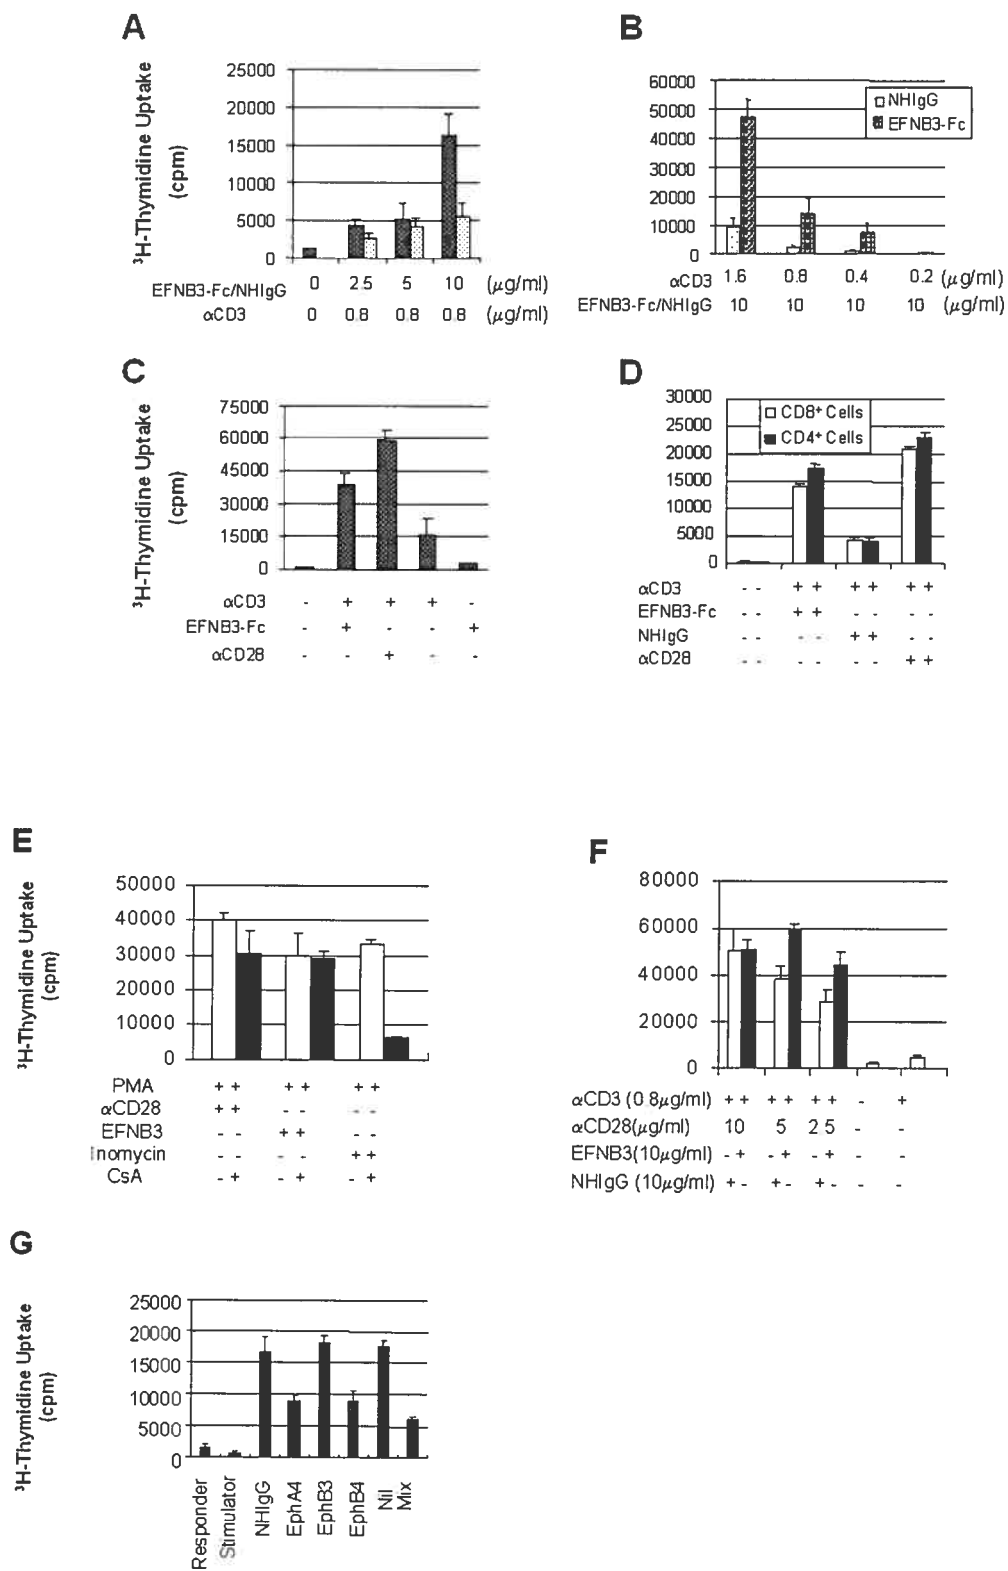 A
³H-Thymidine Uptake
(cpm)
25000
20000
15000
10000
5000
0
EFNB3-Fc/NHIgG 0 2.5 5 10 (μg/ml)
αCD3 0 0.8 0.8 0.8 (μg/ml)
B
60000
50000
40000
30000
20000
10000
0
NHIgG
EFNB3-Fc
αCD3 1.6 0.8 0.4 0.2 (μg/ml)
EFNB3-Fc/NHIgG 10 10 10 10 (μg/ml)
C
³H-Thymidine Uptake
(cpm)
75000
60000
45000
30000
15000
0
αCD3 - + + + -
EFNB3-Fc - + - - +
αCD28 - - + - -
D
30000
25000
20000
15000
10000
5000
0
CD8⁺ Cells
CD4⁺ Cells
αCD3 - - + + + + + +
EFNB3-Fc - - + + - - - -
NHIgG - - - - + + - -
αCD28 - - - - - - + +
E
³H-Thymidine Uptake
(cpm)
50000
40000
30000
20000
10000
0
PMA + + + + + +
αCD28 + + - - - -
EFNB3 - - + + - -
Inomycin - - - - + +
CsA - + - + - +
F
80000
60000
40000
20000
0
αCD3 (0.8μg/ml) + + + + + + - +
αCD28(μg/ml) 10 5 2.5 - -
EFNB3(10μg/ml) - + - + - + - -
NHIgG (10μg/ml) + - + - + - - -
G
³H-Thymidine Uptake
(cpm)
25000
20000
15000
10000
5000
0
Responder
Stimulator
NHIgG
EphA4
EphB3
EphB4
Nil
Mix